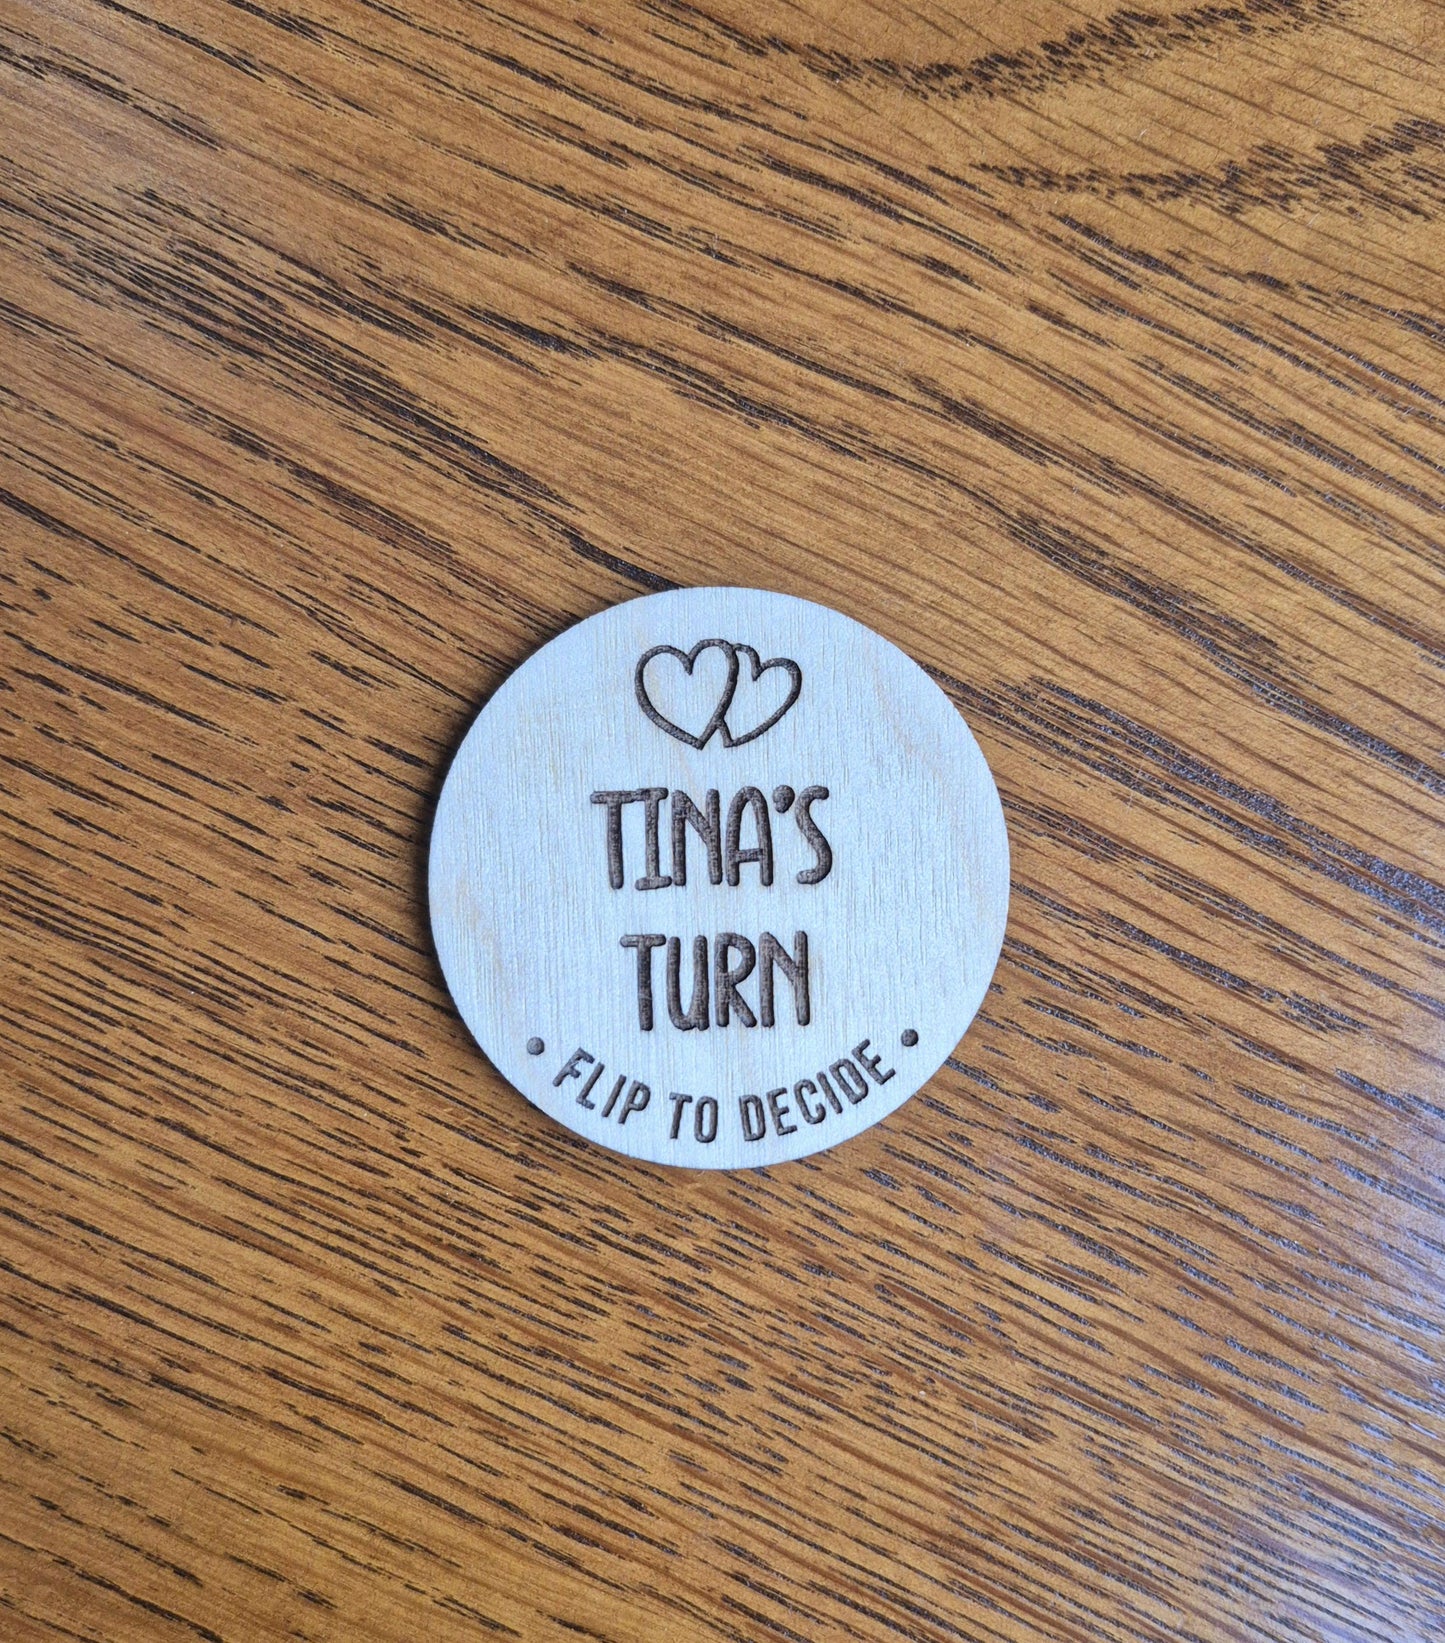 TINA'S
TURN
• FLIP TO DECIDE •